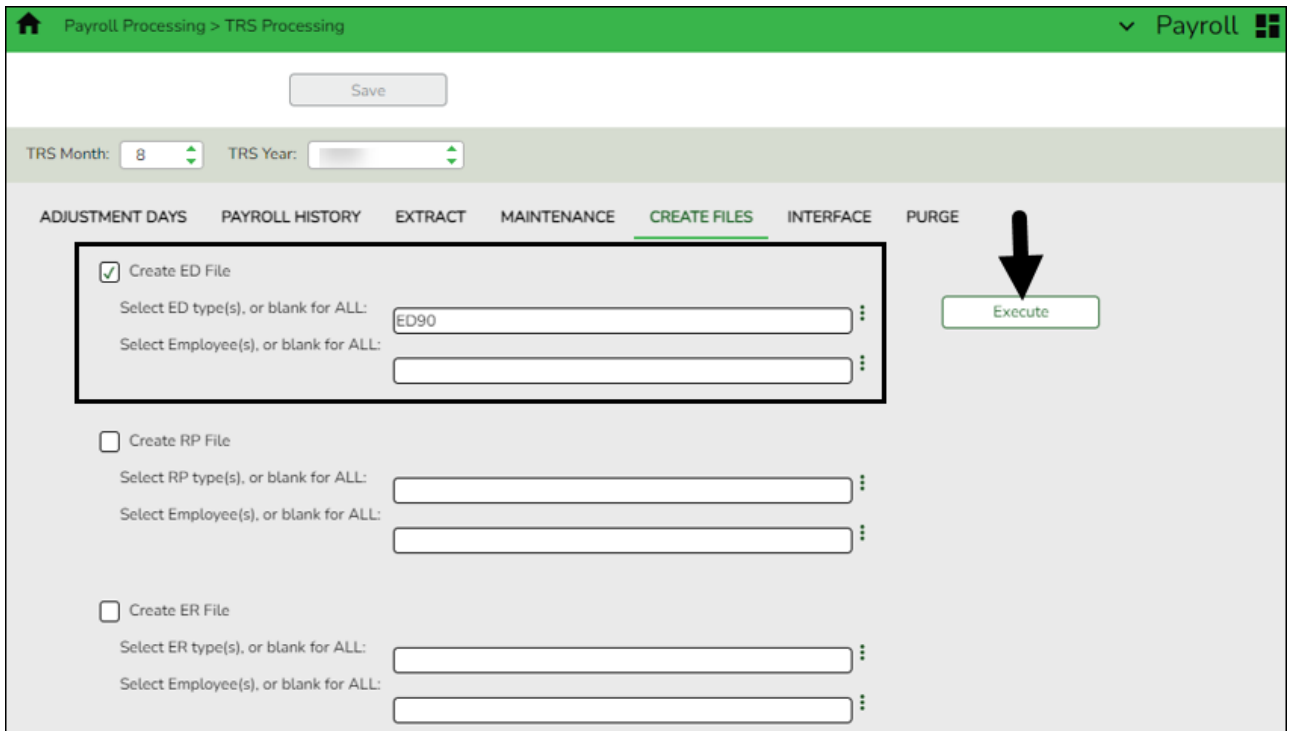 Payroll Processing > TRS Processing
Payroll
Save
TRS Month: 8 TRS Year:
ADJUSTMENT DAYS PAYROLL HISTORY EXTRACT MAINTENANCE CREATE FILES INTERFACE PURGE
Create ED File
Select ED type(s), or blank for ALL: ED90
Execute
Select Employee(s), or blank for ALL:
Create RP File
Select RP type(s), or blank for ALL:
Select Employee(s), or blank for ALL:
Create ER File
Select ER type(s), or blank for ALL:
Select Employee(s), or blank for ALL: